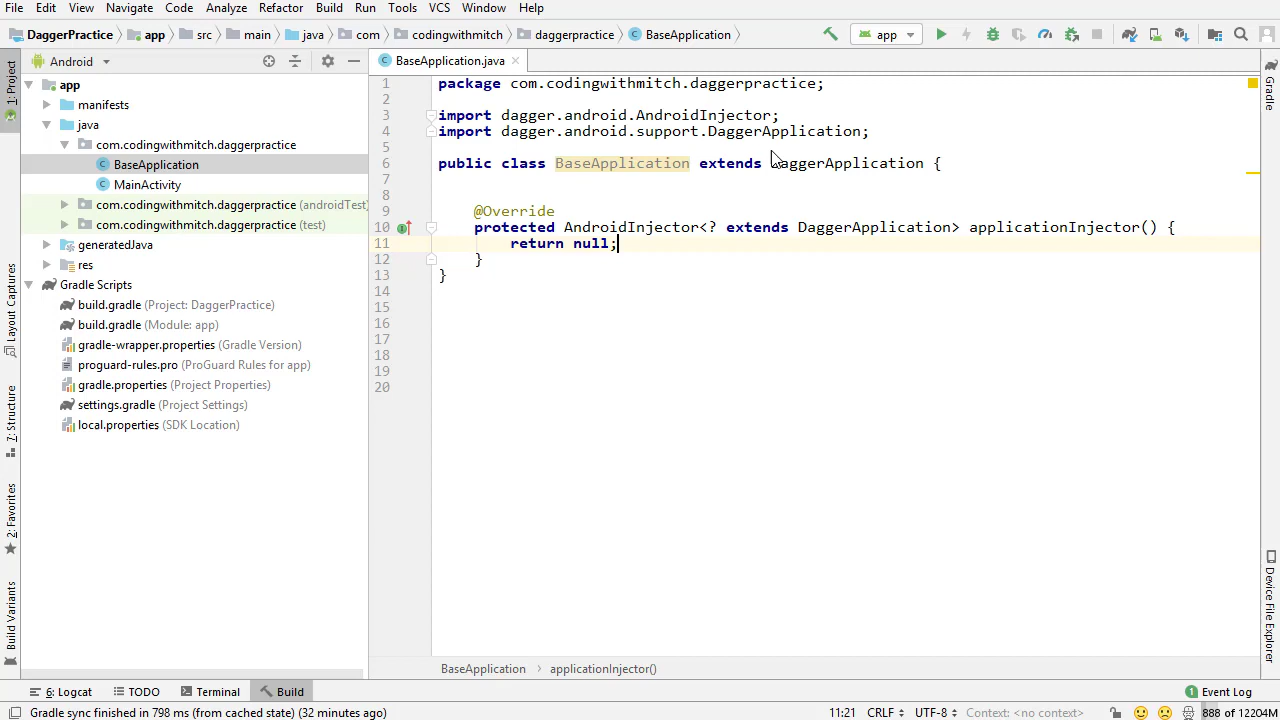 File Edit View Navigate Code Analyze Refactor Build Run Tools VCS Window Help
DaggerPractice app src main java com codingwithmitch daggerpractice BaseApplication app
1: Project
Android
BaseApplication.java
Gradle
app
manifests
java
com.codingwithmitch.daggerpractice
BaseApplication
MainActivity
com.codingwithmitch.daggerpractice (androidTest)
com.codingwithmitch.daggerpractice (test)
generatedJava
res
Gradle Scripts
build.gradle (Project: DaggerPractice)
build.gradle (Module: app)
gradle-wrapper.properties (Gradle Version)
proguard-rules.pro (ProGuard Rules for app)
gradle.properties (Project Properties)
settings.gradle (Project Settings)
local.properties (SDK Location)
Layout Captures
7: Structure
2: Favorites
Build Variants
1 package com.codingwithmitch.daggerpractice;
2
3 import dagger.android.AndroidInjector;
4 import dagger.android.support.DaggerApplication;
5
6 public class BaseApplication extends DaggerApplication {
7
8
9 @Override
10 protected AndroidInjector<? extends DaggerApplication> applicationInjector() {
11 return null;
12 }
13 }
14
15
16
17
18
19
20
Device File Explorer
BaseApplication applicationInjector()
6: Logcat TODO Terminal Build 1 Event Log
Gradle sync finished in 798 ms (from cached state) (32 minutes ago) 11:21 CRLF UTF-8 Context: <no context> 888 of 12204M